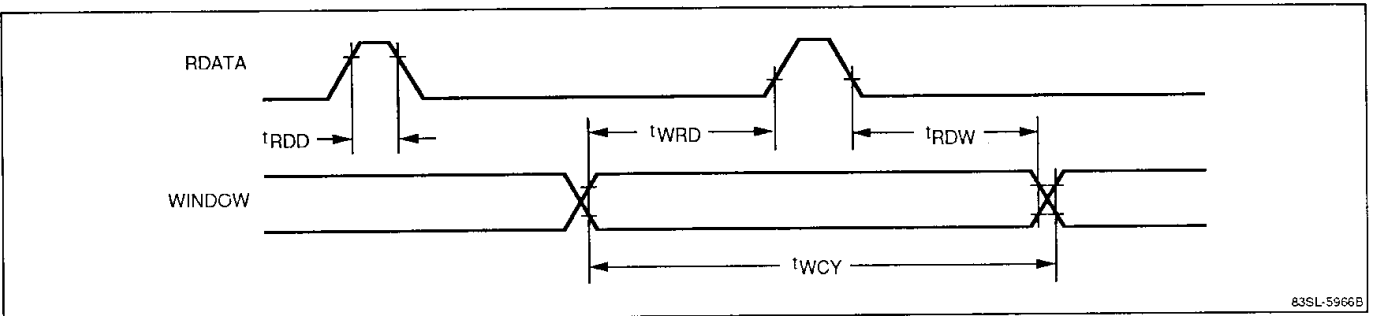 RDATA
tRDD
tWRD
tRDW
WINDOW
tWCY
83SL-5966B